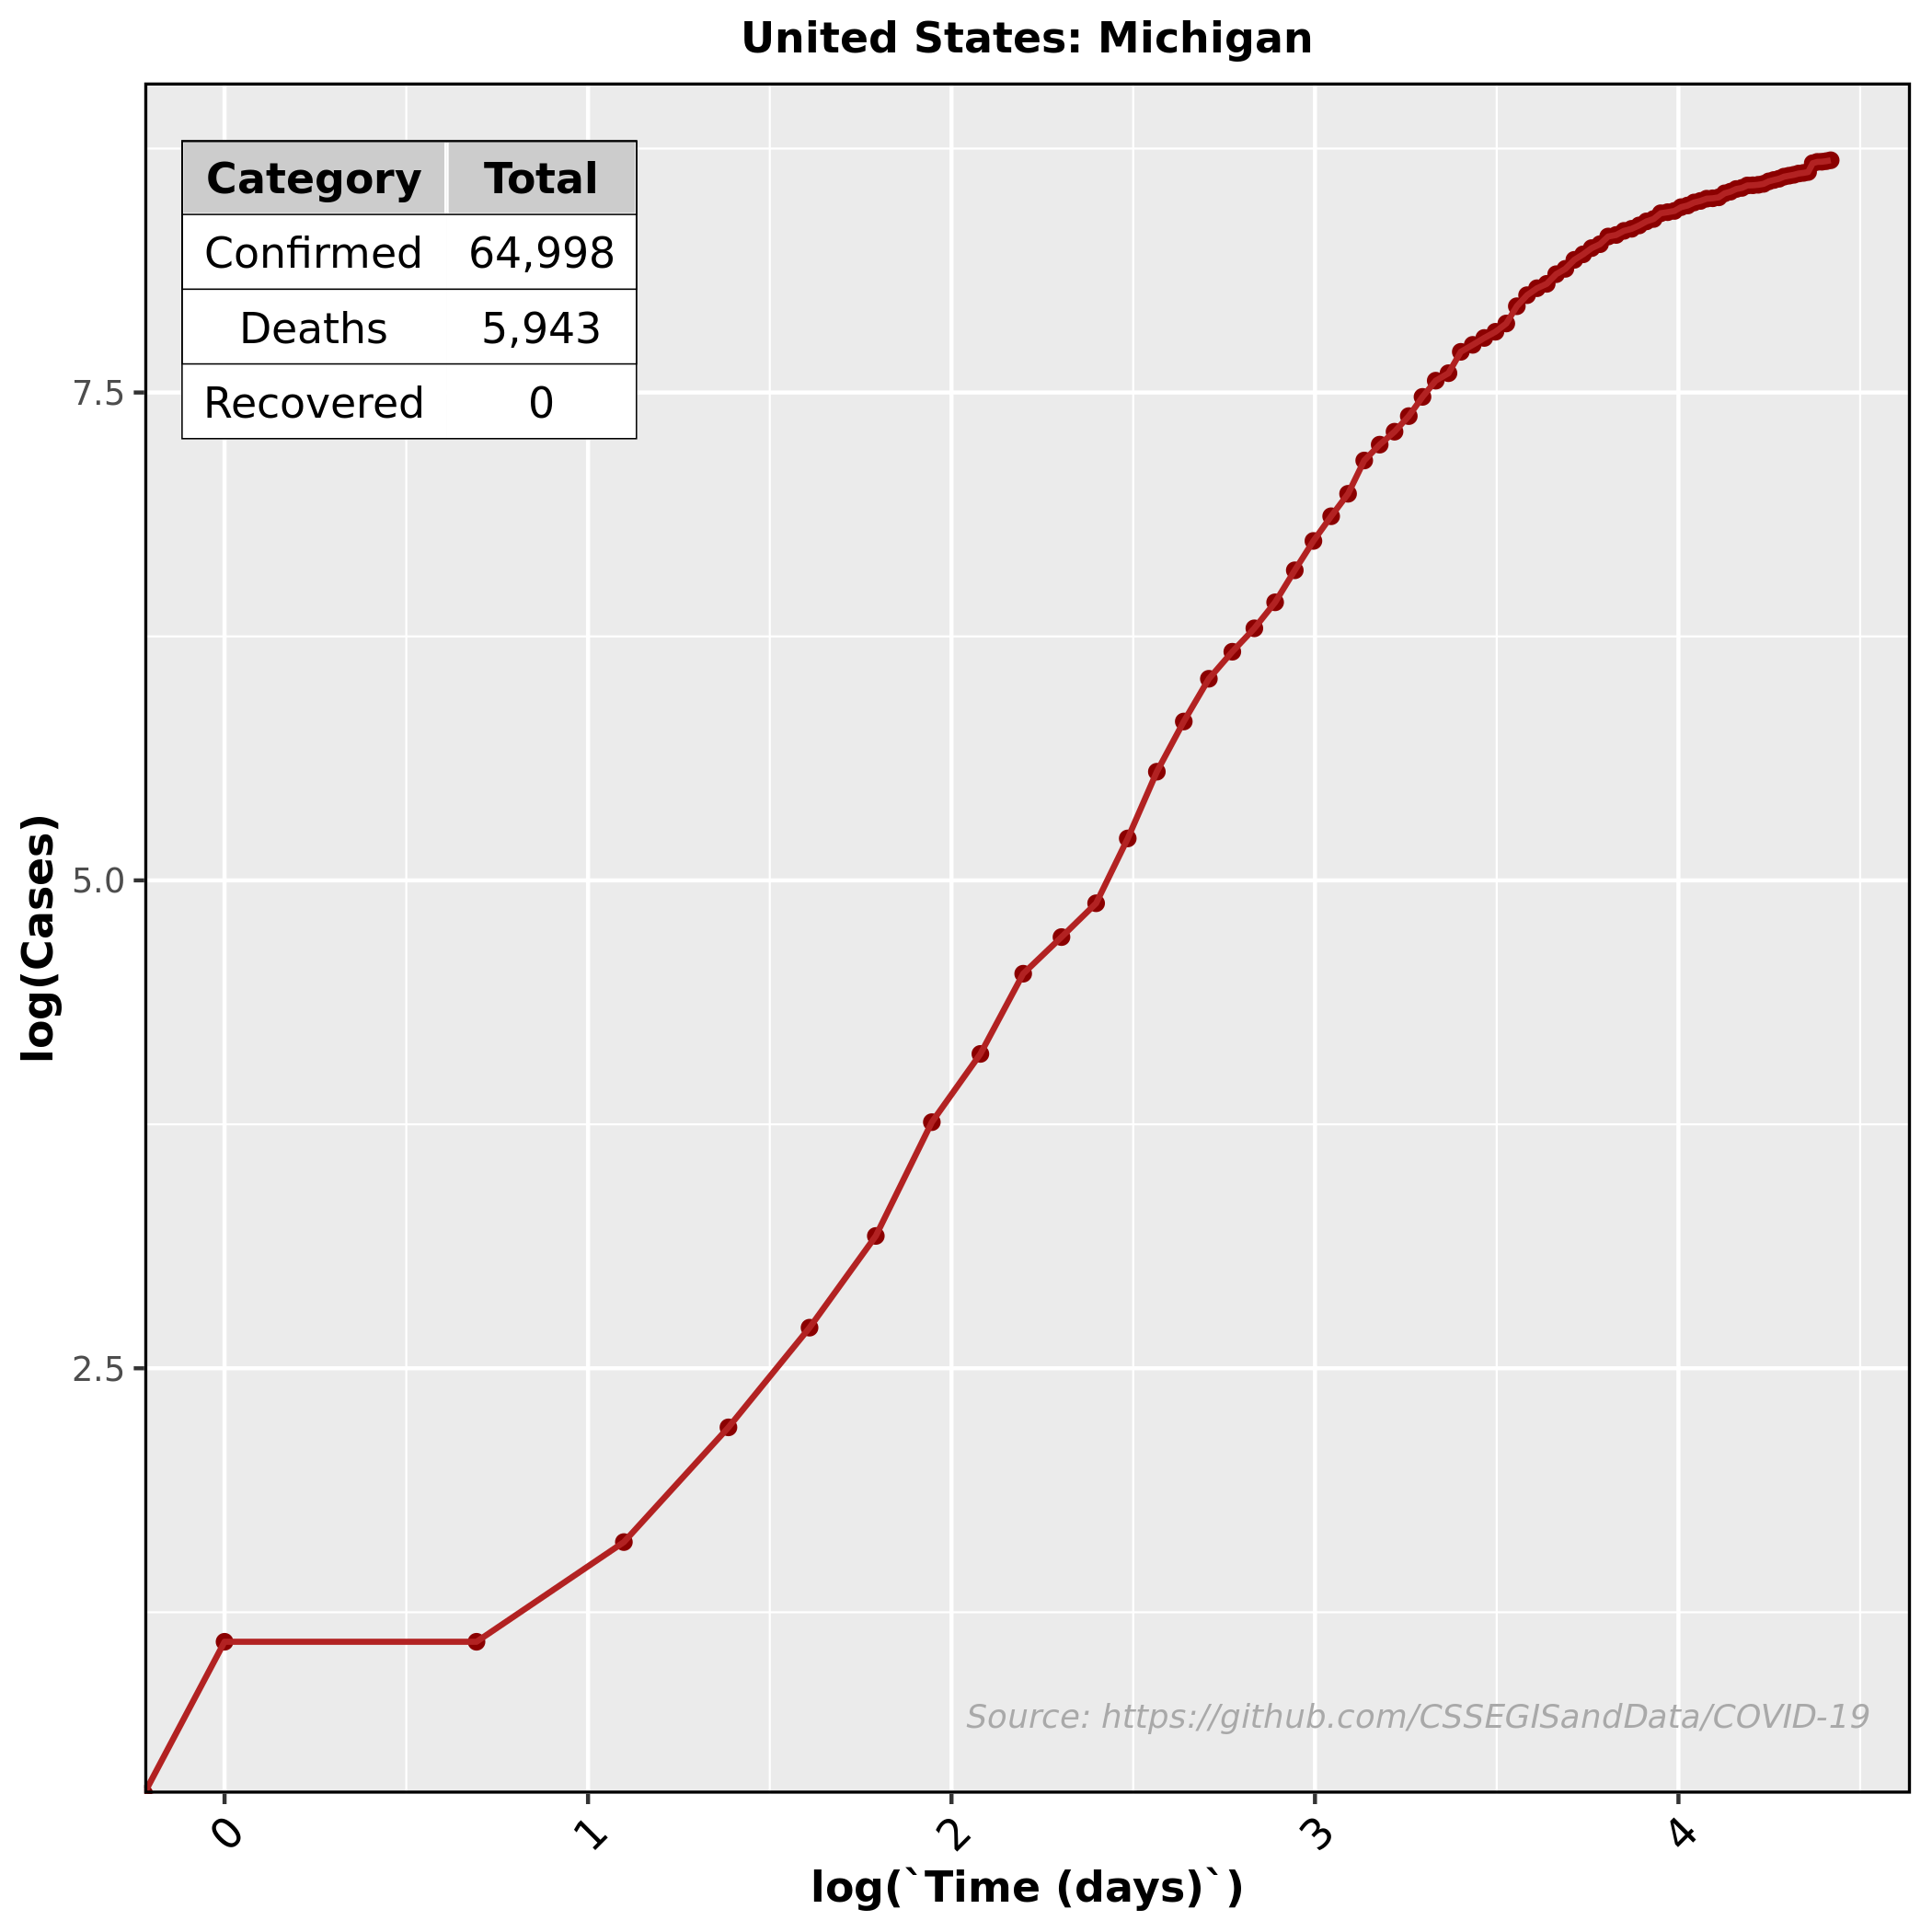 United States: Michigan
Category Total
Confirmed 64,998
Deaths 5,943
Recovered 0
7.5
5.0
2.5
log(Cases)
Source: https://github.com/CSSEGISandData/COVID-19
0 1 2 3 4
log(`Time (days)`)